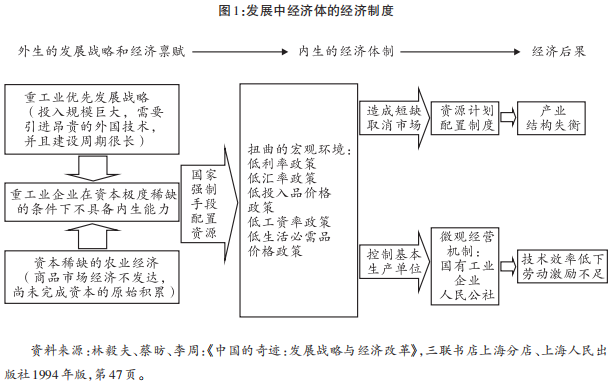 图1:发展中经济体的经济制度
外生的发展战略和经济禀赋
内生的经济体制
经济后果
重工业优先发展战略
（投入规模巨大，需要
引进昂贵的外国技术，
并且建设周期很长）
重工业企业在资本极度稀缺
的条件下不具备内生能力
资本稀缺的农业经济
（商品市场经济不发达，
尚未完成资本的原始积累）
国家
强制
手段
配置
资源
扭曲的宏观环境：
低利率政策
低汇率政策
低投入品价格
政策
低工资率政策
低生活必需品
价格政策
造成短缺
取消市场
资源计划
配置制度
产业
结构失衡
控制基本
生产单位
微观经营
机制：
国有工业
企业
人民公社
技术效率低下
劳动激励不足
资料来源:林毅夫、蔡昉、李周:《中国的奇迹:发展战略与经济改革》,三联书店上海分店、上海人民出
版社1994年版,第47页。